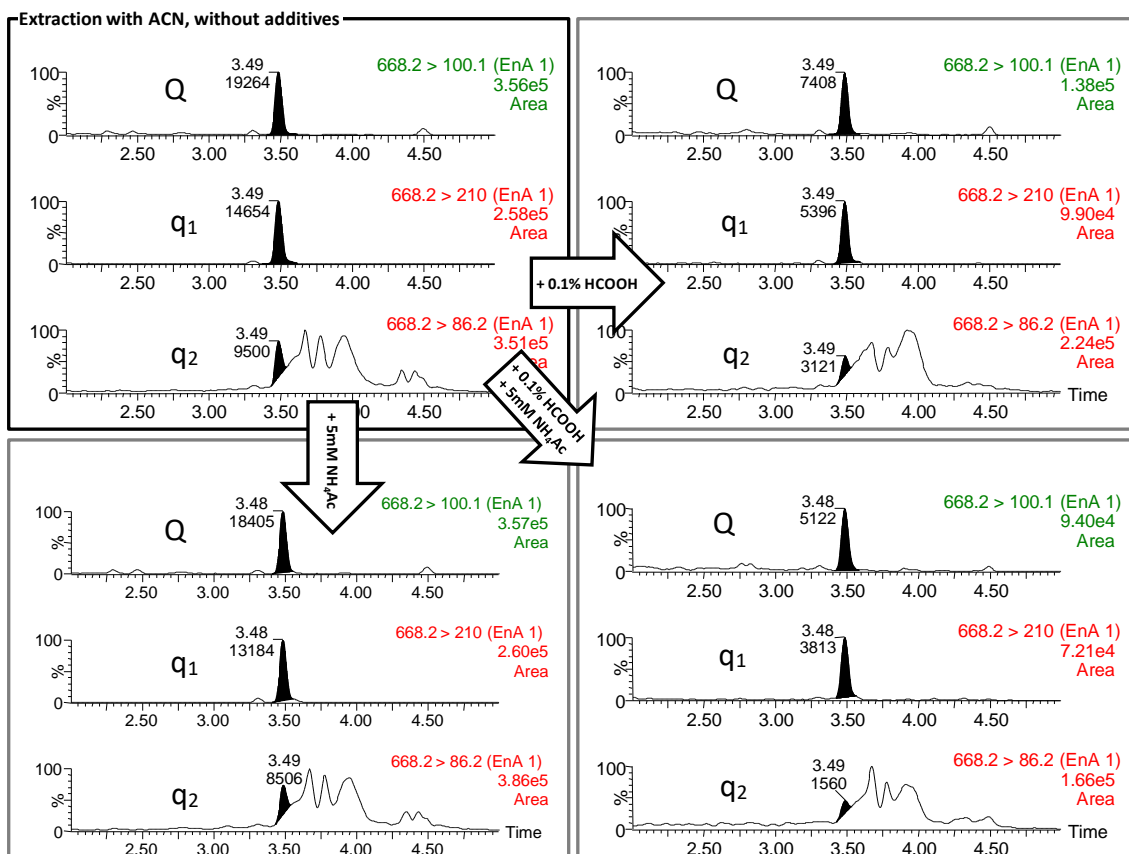 Extraction with ACN, without additives
3.49
19264
668.2 > 100.1 (EnA 1)
3.56e5
Area
Q
100
%
0
2.50 3.00 3.50 4.00 4.50
3.49
14654
668.2 > 210 (EnA 1)
2.58e5
Area
q1
100
%
0
2.50 3.00 3.50 4.00 4.50
3.49
9500
668.2 > 86.2 (EnA 1)
3.51e5
q2
100
%
0
2.50 3.00 3.50 4.00 4.50
3.49
7408
668.2 > 100.1 (EnA 1)
1.38e5
Area
Q
100
%
0
2.50 3.00 3.50 4.00 4.50
3.49
5396
668.2 > 210 (EnA 1)
9.90e4
Area
q1
100
%
0
2.50 3.00 3.50 4.00 4.50
3.49
3121
668.2 > 86.2 (EnA 1)
2.24e5
Area
q2
100
%
0
Time
2.50 3.00 3.50 4.00 4.50
+ 0.1% HCOOH
+ 0.1% HCOOH
+ 5mM NH4Ac
+ 5mM NH4Ac
3.48
18405
668.2 > 100.1 (EnA 1)
3.57e5
Area
Q
100
%
0
2.50 3.00 3.50 4.00 4.50
3.48
13184
668.2 > 210 (EnA 1)
2.60e5
Area
q1
100
%
0
2.50 3.00 3.50 4.00 4.50
3.49
8506
668.2 > 86.2 (EnA 1)
3.86e5
Area
q2
100
%
0
Time
2.50 3.00 3.50 4.00 4.50
3.48
5122
668.2 > 100.1 (EnA 1)
9.40e4
Area
Q
100
%
0
2.50 3.00 3.50 4.00 4.50
3.48
3813
668.2 > 210 (EnA 1)
7.21e4
Area
q1
100
%
0
2.50 3.00 3.50 4.00 4.50
3.49
1560
668.2 > 86.2 (EnA 1)
1.66e5
Area
q2
100
%
0
Time
2.50 3.00 3.50 4.00 4.50